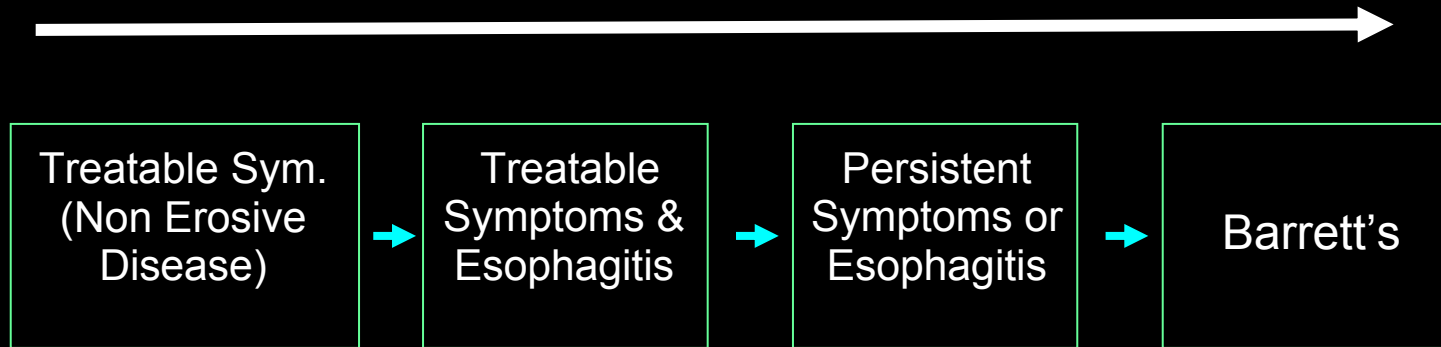 Treatable Sym.
(Non Erosive
Disease)
Treatable
Symptoms &
Esophagitis
Persistent
Symptoms or
Esophagitis
Barrett’s